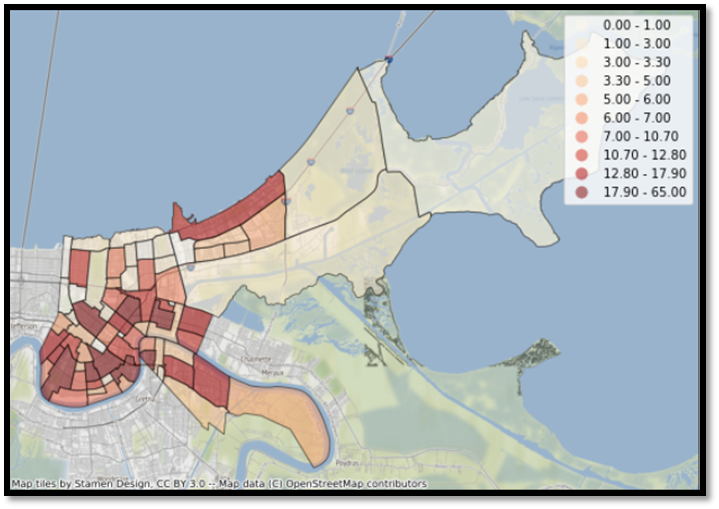 0.00 - 1.00
1.00 - 3.00
3.00 - 3.30
3.30 - 5.00
5.00 - 6.00
6.00 - 7.00
7.00 - 10.70
10.70 - 12.80
12.80 - 17.90
17.90 - 65.00
Chalmette
Meraux
Gretna
Poydras
Map tiles by Stamen Design, CC BY 3.0 -- Map data (C) OpenStreetMap contributors